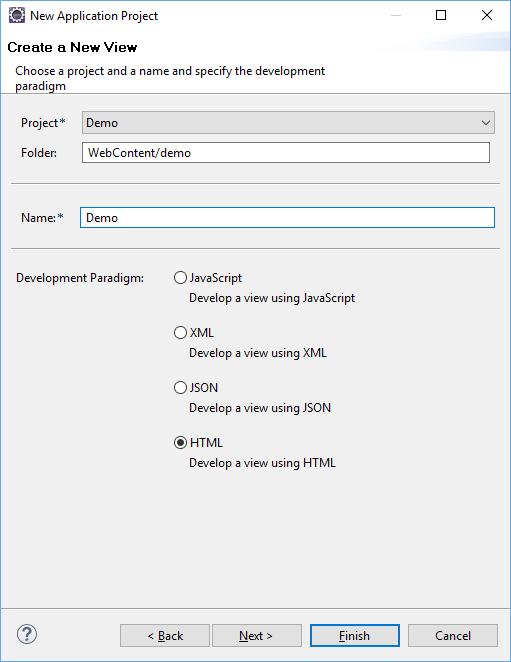 New Application Project
Create a New View
Choose a project and a name and specify the development
paradigm
Project* Demo
Folder: WebContent/demo
Name:* Demo
Development Paradigm: JavaScript
Develop a view using JavaScript
XML
Develop a view using XML
JSON
Develop a view using JSON
HTML
Develop a view using HTML
? < Back Next > Finish Cancel